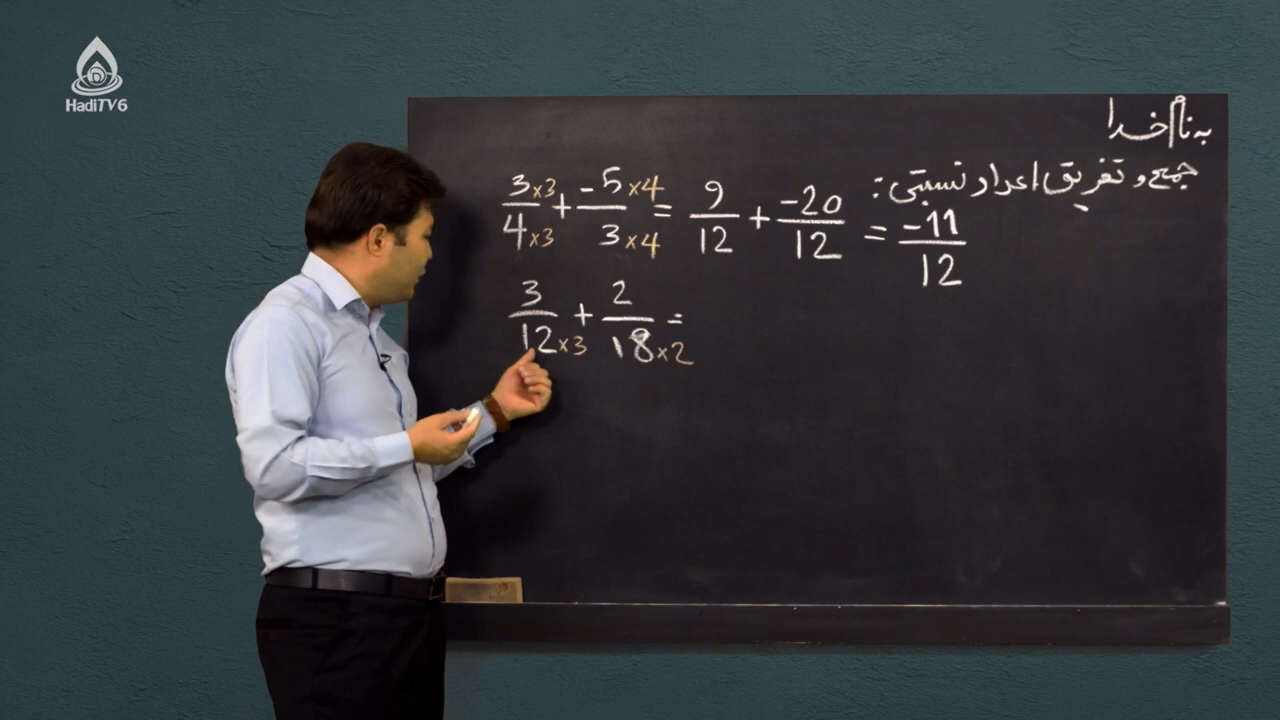 HadiTV6
به نام خدا
جمع و تفریق اعداد نسبتی :
3×3/4×3 + -5×4/3×4 = 9/12 + -20/12 = -11/12
3/12×3 + 2/18×2 =